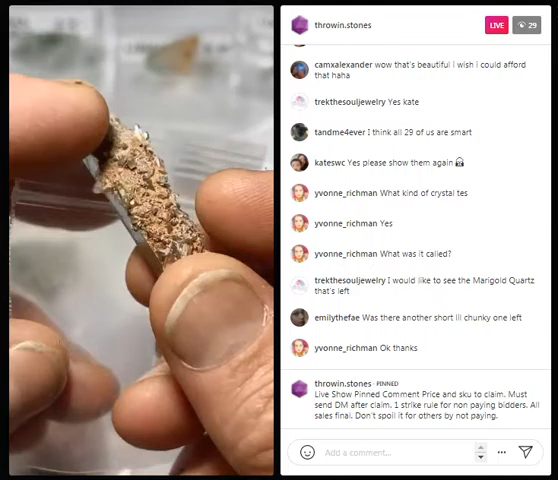 throwin.stones
LIVE
29
camxalexander wow that's beautiful I wish i could afford
that haha
trekthesouljewelry Yes kate
tandme4ever I think all 29 of us are smart
kateswc Yes please show them again
yvonne_richman What kind of crystal tes
yvonne_richman Yes
yvonne_richman What was it called?
trekthesouljewelry I would like to see the Marigold Quartz
that's left
emilythefae Was there another short lil chunky one left
yvonne_richman Ok thanks
throwin.stones · PINNED
Live Show Pinned Comment Price and sku to claim. Must
send DM after claim. 1 strike rule for non paying bidders. All
sales final. Don't spoil it for others by not paying.
Add a comment...